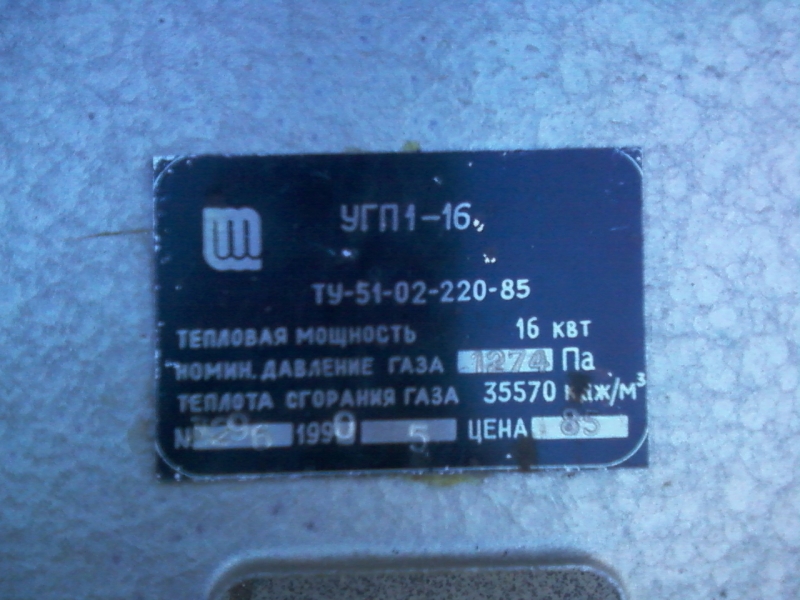 УГП1-16
ТУ-51-02-220-85
ТЕПЛОВАЯ МОЩНОСТЬ 16 КВТ
НОМИН. ДАВЛЕНИЕ ГАЗА 1274 Па
ТЕПЛОТА СГОРАНИЯ ГАЗА 35570 кДж/м³
№ 1990 5 ЦЕНА 85